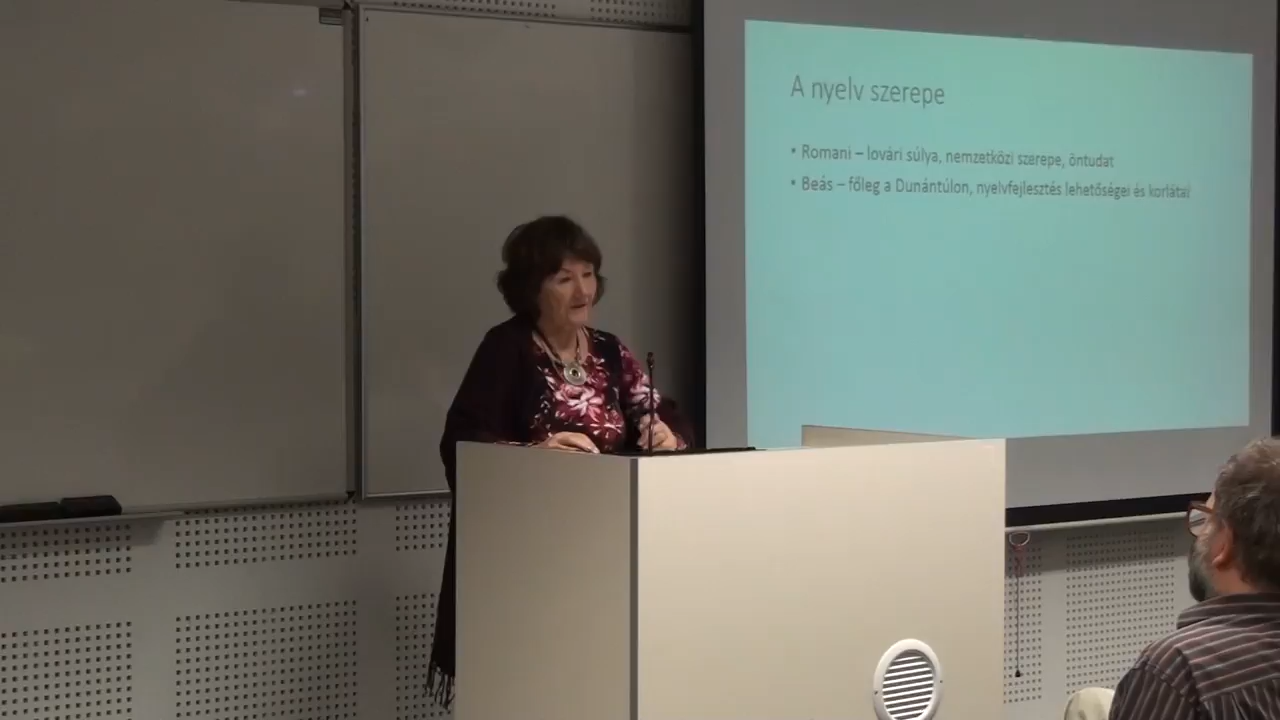 A nyelv szerepe
• Romani – lovári súlya, nemzetközi szerepe, öntudat
• Beás – főleg a Dunántúlon, nyelvfejlesztés lehetőségei és korlátai